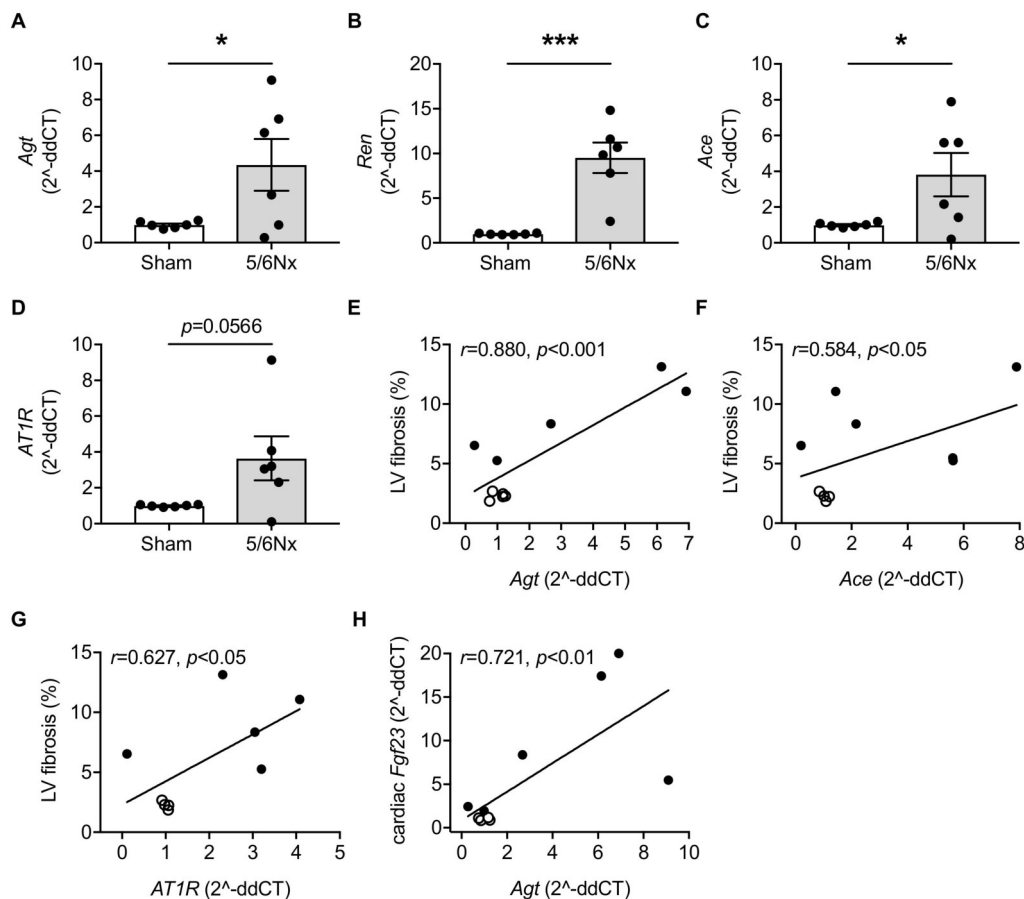 A
*
Agt
(2^-ddCT)
10
8
6
4
2
0
Sham
5/6Nx
B
***
Ren
(2^-ddCT)
20
15
10
5
0
Sham
5/6Nx
C
*
Ace
(2^-ddCT)
10
8
6
4
2
0
Sham
5/6Nx
D
p=0.0566
AT1R
(2^-ddCT)
10
8
6
4
2
0
Sham
5/6Nx
E
r=0.880, p<0.001
LV fibrosis (%)
15
10
5
0
0 1 2 3 4 5 6 7
Agt (2^-ddCT)
F
r=0.584, p<0.05
LV fibrosis (%)
15
10
5
0
0 2 4 6 8
Ace (2^-ddCT)
G
r=0.627, p<0.05
LV fibrosis (%)
15
10
5
0
0 1 2 3 4 5
AT1R (2^-ddCT)
H
r=0.721, p<0.01
cardiac Fgf23 (2^-ddCT)
20
15
10
5
0
0 2 4 6 8 10
Agt (2^-ddCT)